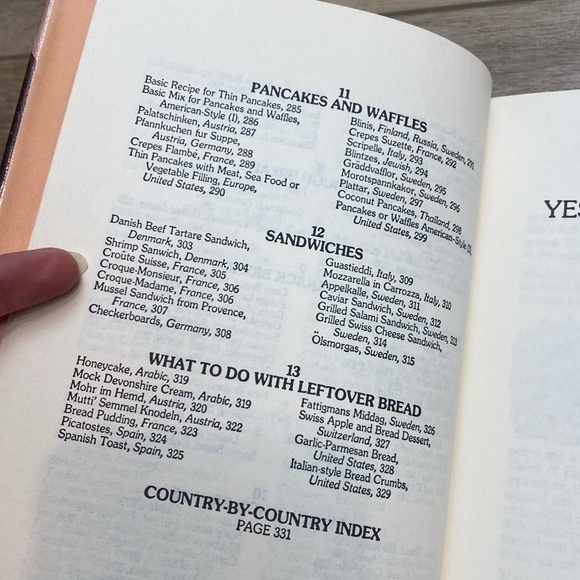 11
PANCAKES AND WAFFLES
Basic Recipe for Thin Pancakes, 285
Basic Mix for Pancakes and Waffles,
American-Style (I), 286
Palatschinken, Austria, 287
Pfannkuchen fur Suppe,
Austria, Germany, 288
Crepes Flambé, France, 289
Thin Pancakes with Meat, Sea Food or
Vegetable Filling, Europe,
United States, 290
Blinis, Finland, Russia, Sweden, 290
Crepes Suzette, France, 292
Scripelle, Italy, 293
Blintzes, Jewish, 294
Gräddvafflor, Sweden, 295
Morotspannkakor, Sweden, 296
Plattar, Sweden, 297
Coconut Pancakes, Thailand, 298
Pancakes or Waffles American-Style (II),
United States, 299
12
SANDWICHES
Danish Beef Tartare Sandwich,
Denmark, 303
Shrimp Sanwich, Denmark, 304
Croûte Suisse, France, 305
Croque-Monsieur, France, 306
Croque-Madame, France, 306
Mussel Sandwich from Provence,
France, 307
Checkerboards, Germany, 308
Guastieddi, Italy, 309
Mozzarella in Carrozza, Italy, 310
Appelkalle, Sweden, 311
Caviar Sandwich, Sweden, 312
Grilled Salami Sandwich, Sweden, 313
Grilled Swiss Cheese Sandwich,
Sweden, 314
Ölsmorgas, Sweden, 315
13
WHAT TO DO WITH LEFTOVER BREAD
Honeycake, Arabic, 319
Mock Devonshire Cream, Arabic, 319
Mohr im Hemd, Austria, 320
Mutti' Semmel Knodeln, Austria, 322
Bread Pudding, France, 323
Picatostes, Spain, 324
Spanish Toast, Spain, 325
Fattigmans Middag, Sweden, 326
Swiss Apple and Bread Dessert,
Switzerland, 327
Garlic-Parmesan Bread,
United States, 328
Italian-style Bread Crumbs,
United States, 329
COUNTRY-BY-COUNTRY INDEX
PAGE 331
YES